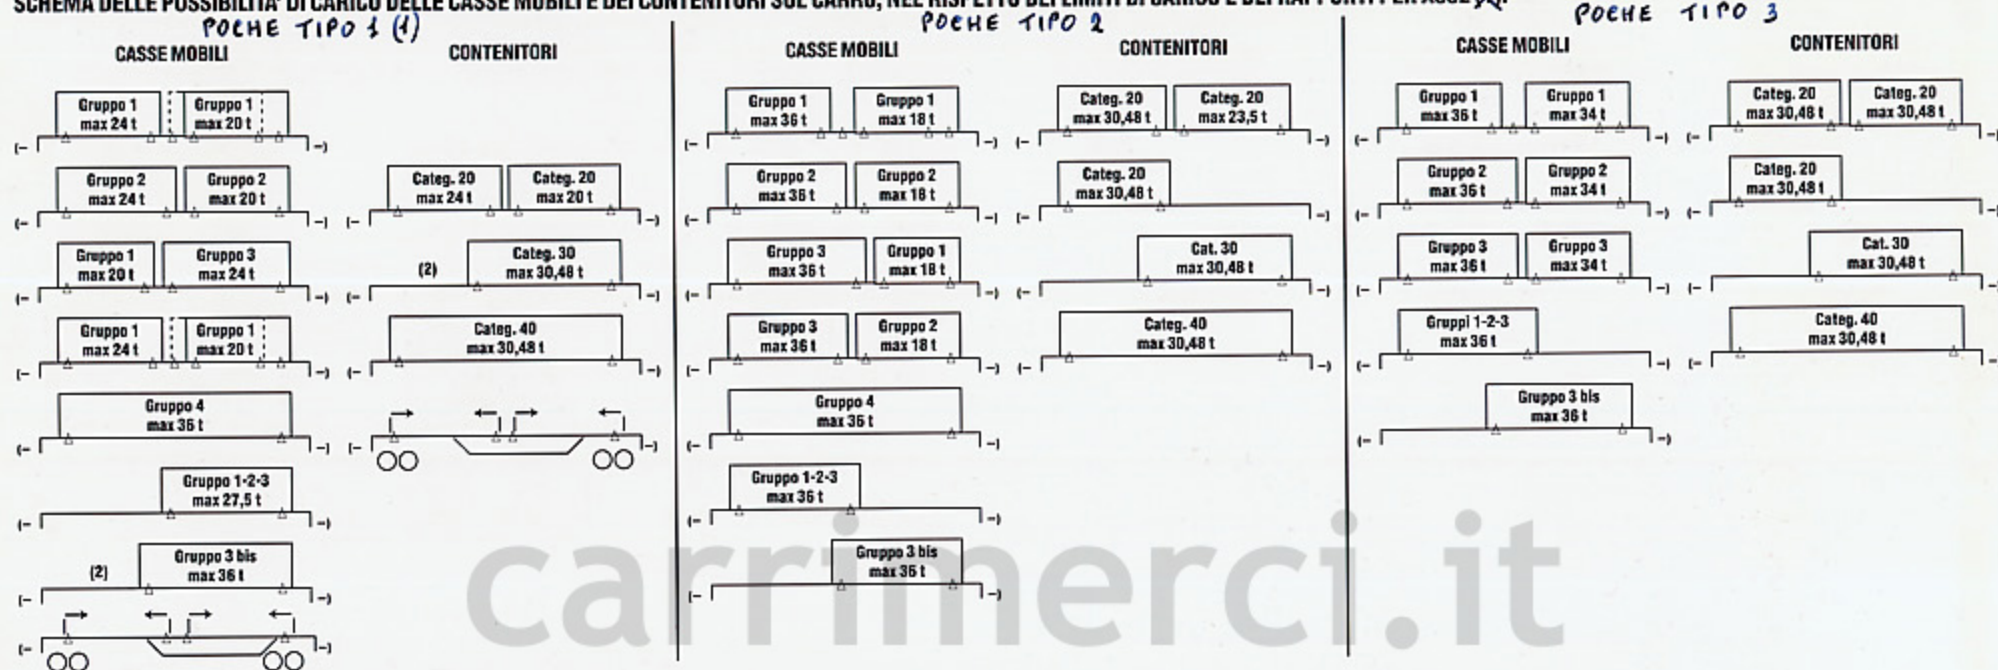 SCHEMA DELLE POSSIBILITA' DI CARICO DELLE CASSE MOBILI E DEI CONTENITORI SUL CARRO, NEL RISPETTO DEI LIMITI DI CARICO E DEI RAPPORTI PER ASSE
POCHE TIPO 1 (1)
CASSE MOBILI
CONTENITORI
Gruppo 1
max 24 t
Gruppo 1
max 20 t
Gruppo 2
max 24 t
Gruppo 2
max 20 t
Categ. 20
max 24 t
Categ. 20
max 20 t
Gruppo 1
max 20 t
Gruppo 3
max 24 t
(2)
Categ. 30
max 30,48 t
Gruppo 1
max 24 t
Gruppo 1
max 20 t
Categ. 40
max 30,48 t
Gruppo 4
max 36 t
Gruppo 1-2-3
max 27,5 t
(2)
Gruppo 3 bis
max 36 t
POCHE TIPO 2
CASSE MOBILI
CONTENITORI
Gruppo 1
max 36 t
Gruppo 1
max 18 t
Categ. 20
max 30,48 t
Categ. 20
max 23,5 t
Gruppo 2
max 36 t
Gruppo 2
max 18 t
Categ. 20
max 30,48 t
Gruppo 3
max 36 t
Gruppo 1
max 18 t
Cat. 30
max 30,48 t
Gruppo 3
max 36 t
Gruppo 2
max 18 t
Categ. 40
max 30,48 t
Gruppo 4
max 36 t
Gruppo 1-2-3
max 36 t
Gruppo 3 bis
max 36 t
POCHE TIPO 3
CASSE MOBILI
CONTENITORI
Gruppo 1
max 36 t
Gruppo 1
max 34 t
Categ. 20
max 30,48 t
Categ. 20
max 30,48 t
Gruppo 2
max 36 t
Gruppo 2
max 34 t
Categ. 20
max 30,48 t
Gruppo 3
max 36 t
Gruppo 3
max 34 t
Cat. 30
max 30,48 t
Gruppi 1-2-3
max 36 t
Categ. 40
max 30,48 t
Gruppo 3 bis
max 36 t
carrimerci.it